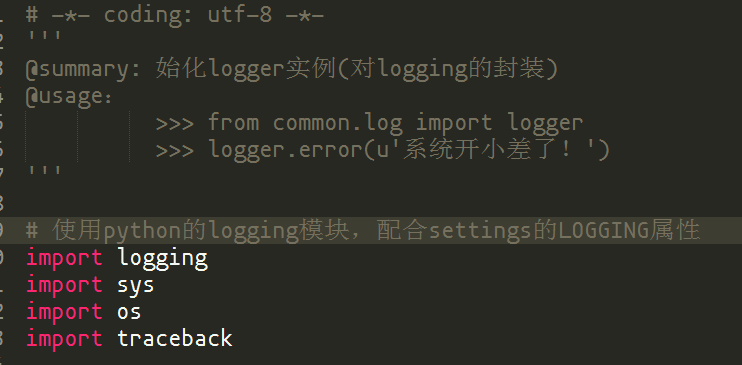 # -*- coding: utf-8 -*-
'''
@summary: 始化logger实例(对logging的封装)
@usage：
>>> from common.log import logger
>>> logger.error(u'系统开小差了！')
'''
# 使用python的logging模块，配合settings的LOGGING属性
import logging
import sys
import os
import traceback